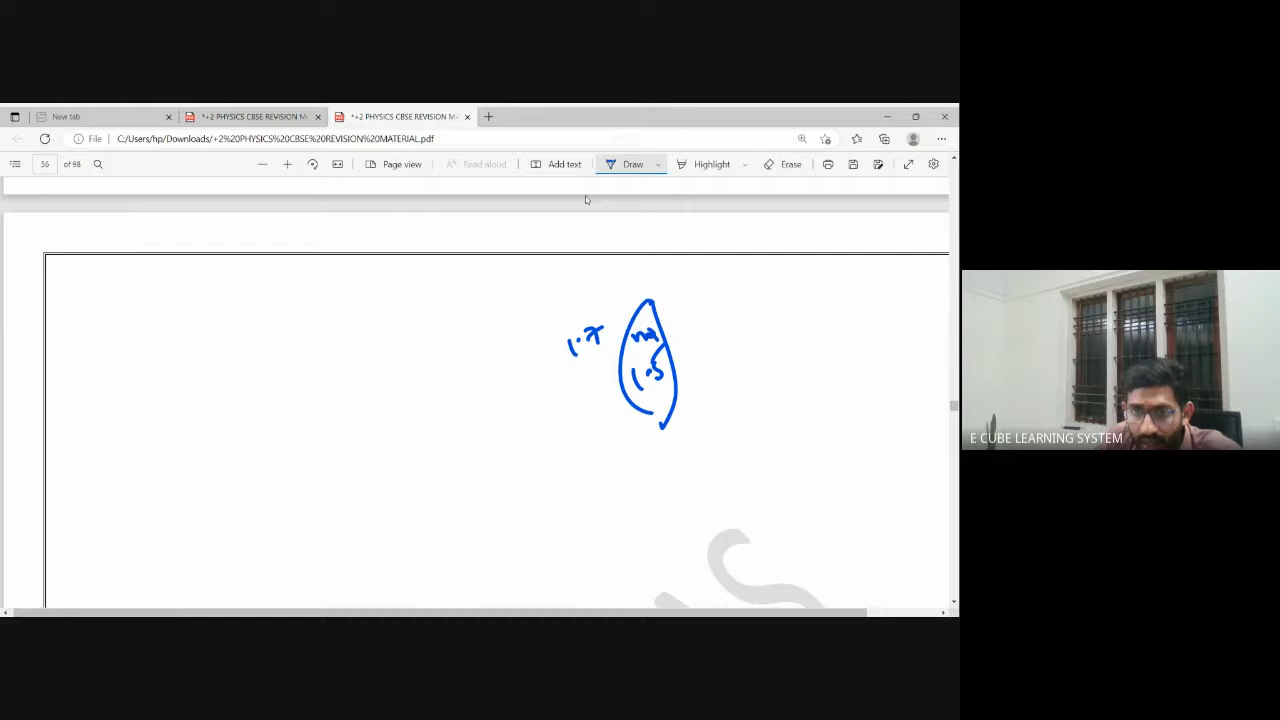 New tab
*+2 PHYSICS CBSE REVISION M
*+2 PHYSICS CBSE REVISION M
File
C:/Users/hp/Downloads/+2%20PHYSICS%20CBSE%20REVISION%20MATERIAL.pdf
56 of 98
Page view
Read aloud
Add text
Draw
Highlight
Erase
1.5
E CUBE LEARNING SYSTEM